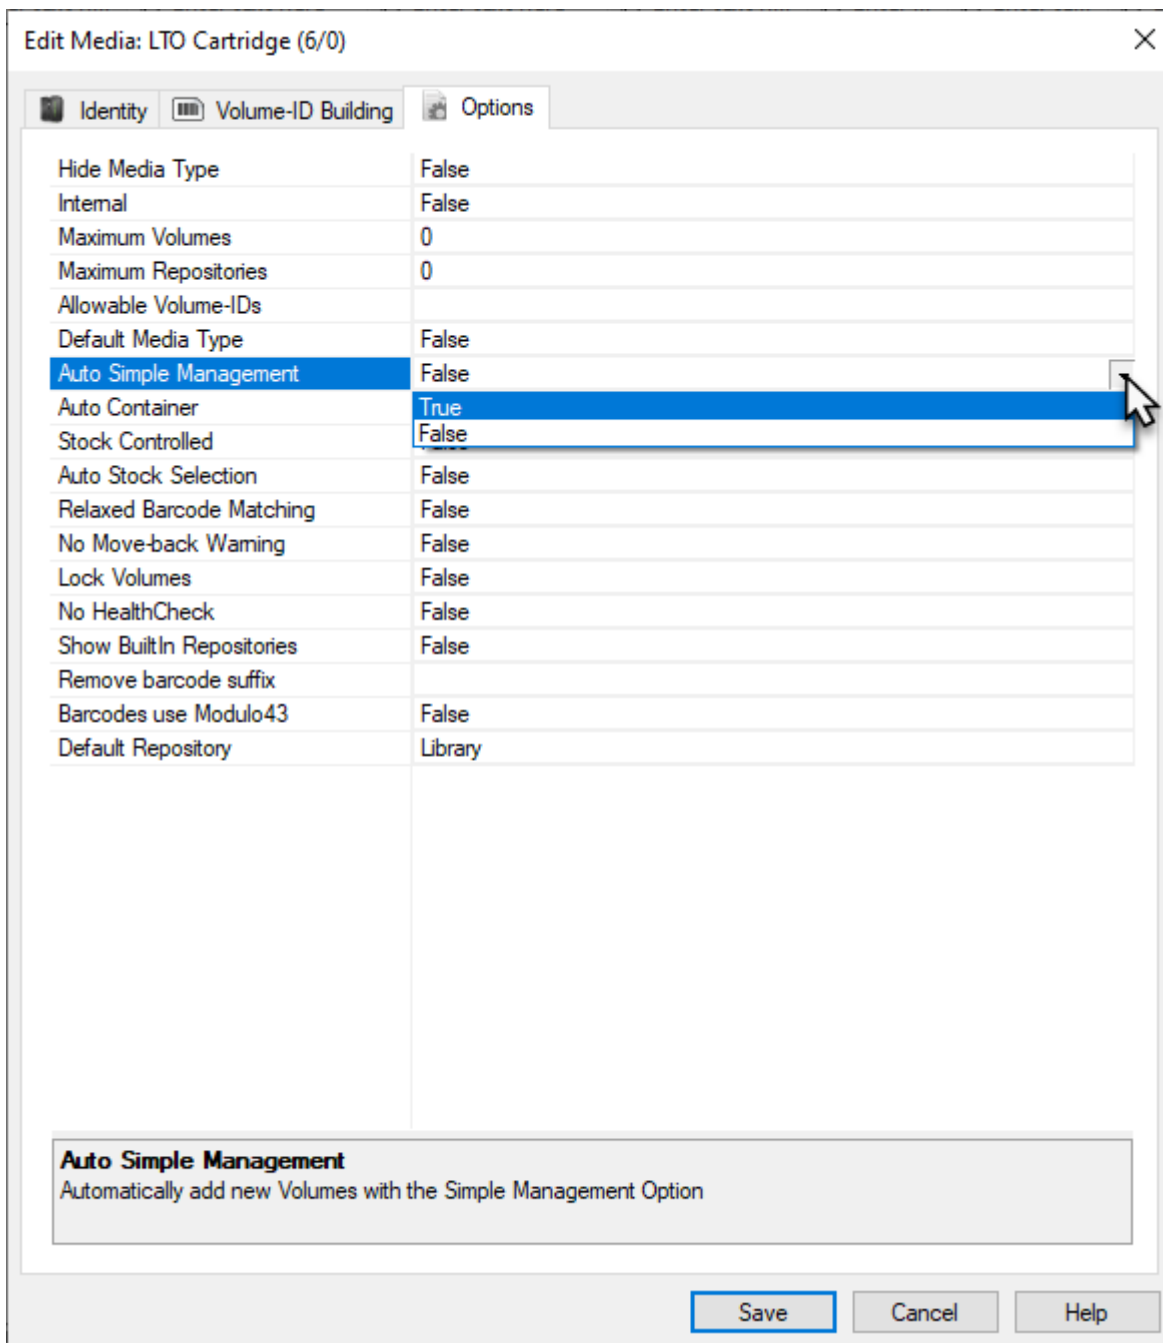 Edit Media: LTO Cartridge (6/0)
Identity Volume-ID Building Options
Hide Media Type False
Internal False
Maximum Volumes 0
Maximum Repositories 0
Allowable Volume-IDs
Default Media Type False
Auto Simple Management False
Auto Container True
False
Stock Controlled
Auto Stock Selection False
Relaxed Barcode Matching False
No Move-back Warning False
Lock Volumes False
No HealthCheck False
Show BuiltIn Repositories False
Remove barcode suffix
Barcodes use Modulo43 False
Default Repository Library
Auto Simple Management
Automatically add new Volumes with the Simple Management Option
Save Cancel Help